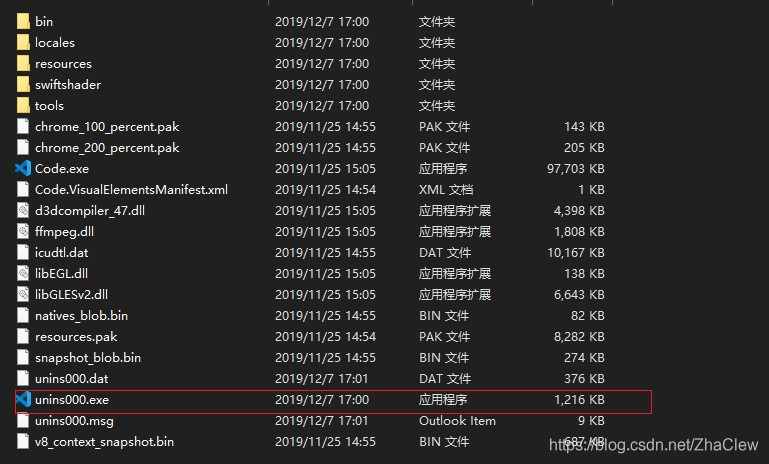 bin 2019/12/7 17:00 文件夹
locales 2019/12/7 17:00 文件夹
resources 2019/12/7 17:00 文件夹
swiftshader 2019/12/7 17:00 文件夹
tools 2019/12/7 17:00 文件夹
chrome_100_percent.pak 2019/11/25 14:55 PAK 文件 143 KB
chrome_200_percent.pak 2019/11/25 14:55 PAK 文件 205 KB
Code.exe 2019/11/25 15:05 应用程序 97,703 KB
Code.VisualElementsManifest.xml 2019/11/25 14:54 XML 文档 1 KB
d3dcompiler_47.dll 2019/11/25 15:05 应用程序扩展 4,398 KB
ffmpeg.dll 2019/11/25 15:05 应用程序扩展 1,808 KB
icudtl.dat 2019/11/25 14:55 DAT 文件 10,167 KB
libEGL.dll 2019/11/25 15:05 应用程序扩展 138 KB
libGLESv2.dll 2019/11/25 15:05 应用程序扩展 6,643 KB
natives_blob.bin 2019/11/25 14:55 BIN 文件 82 KB
resources.pak 2019/11/25 14:54 PAK 文件 8,282 KB
snapshot_blob.bin 2019/11/25 14:55 BIN 文件 274 KB
unins000.dat 2019/12/7 17:01 DAT 文件 376 KB
unins000.exe 2019/12/7 17:00 应用程序 1,216 KB
unins000.msg 2019/12/7 17:01 Outlook Item 9 KB
v8_context_snapshot.bin 2019/11/25 14:55 BIN 文件 687 KB
https://blog.csdn.net/ZhaClew